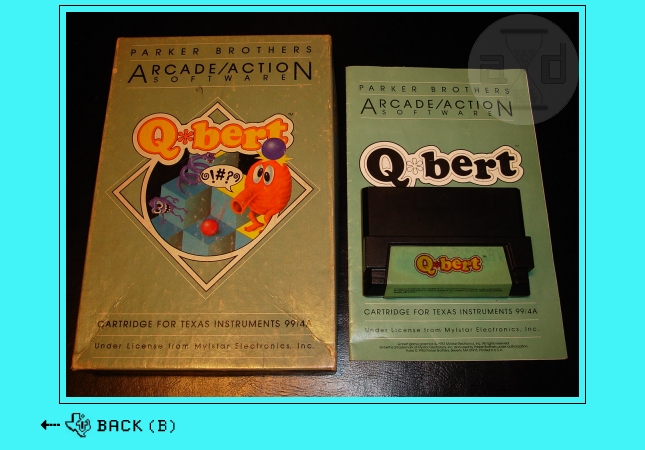 PARKER BROTHERS
ARCADE/ACTION
SOFTWARE
Q*bert
@!#?@
CARTRIDGE FOR TEXAS INSTRUMENTS 99/4A
Under License from Mylstar Electronics, Inc.
a d
PARKER BROTHERS
ARCADE/ACTION
SOFTWARE
Q*bert
Q*bert
CARTRIDGE FOR TEXAS INSTRUMENTS 99/4A
Under License from Mylstar Electronics, Inc.
BACK (B)